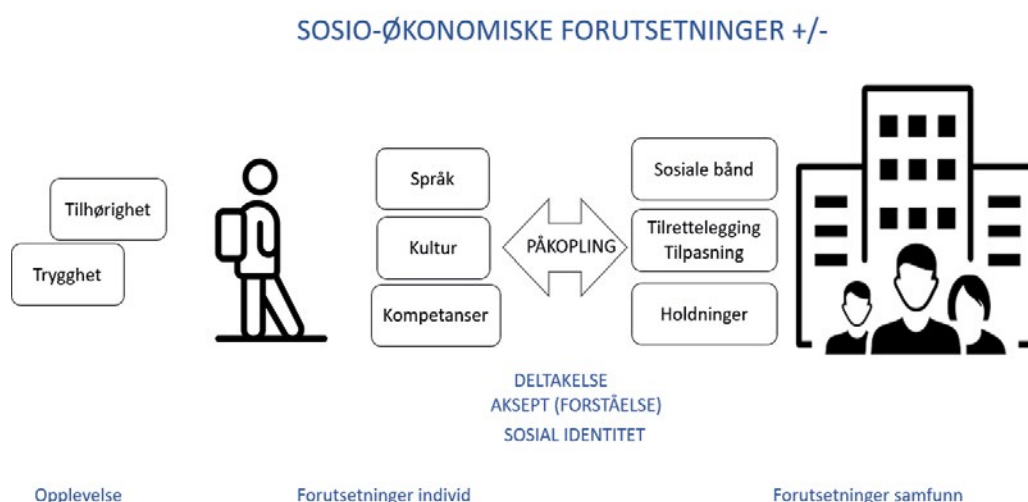 SOSIO-ØKONOMISKE FORUTSETNINGER +/-
Tilhørighet
Trygghet
Språk
Kultur
Kompetanser
PÅKOPLING
Sosiale bånd
Tilrettelegging
Tilpasning
Holdninger
DELTAKELSE
AKSEPT (FORSTÅELSE)
SOSIAL IDENTITET
Opplevelse
Forutsetninger individ
Forutsetninger samfunn